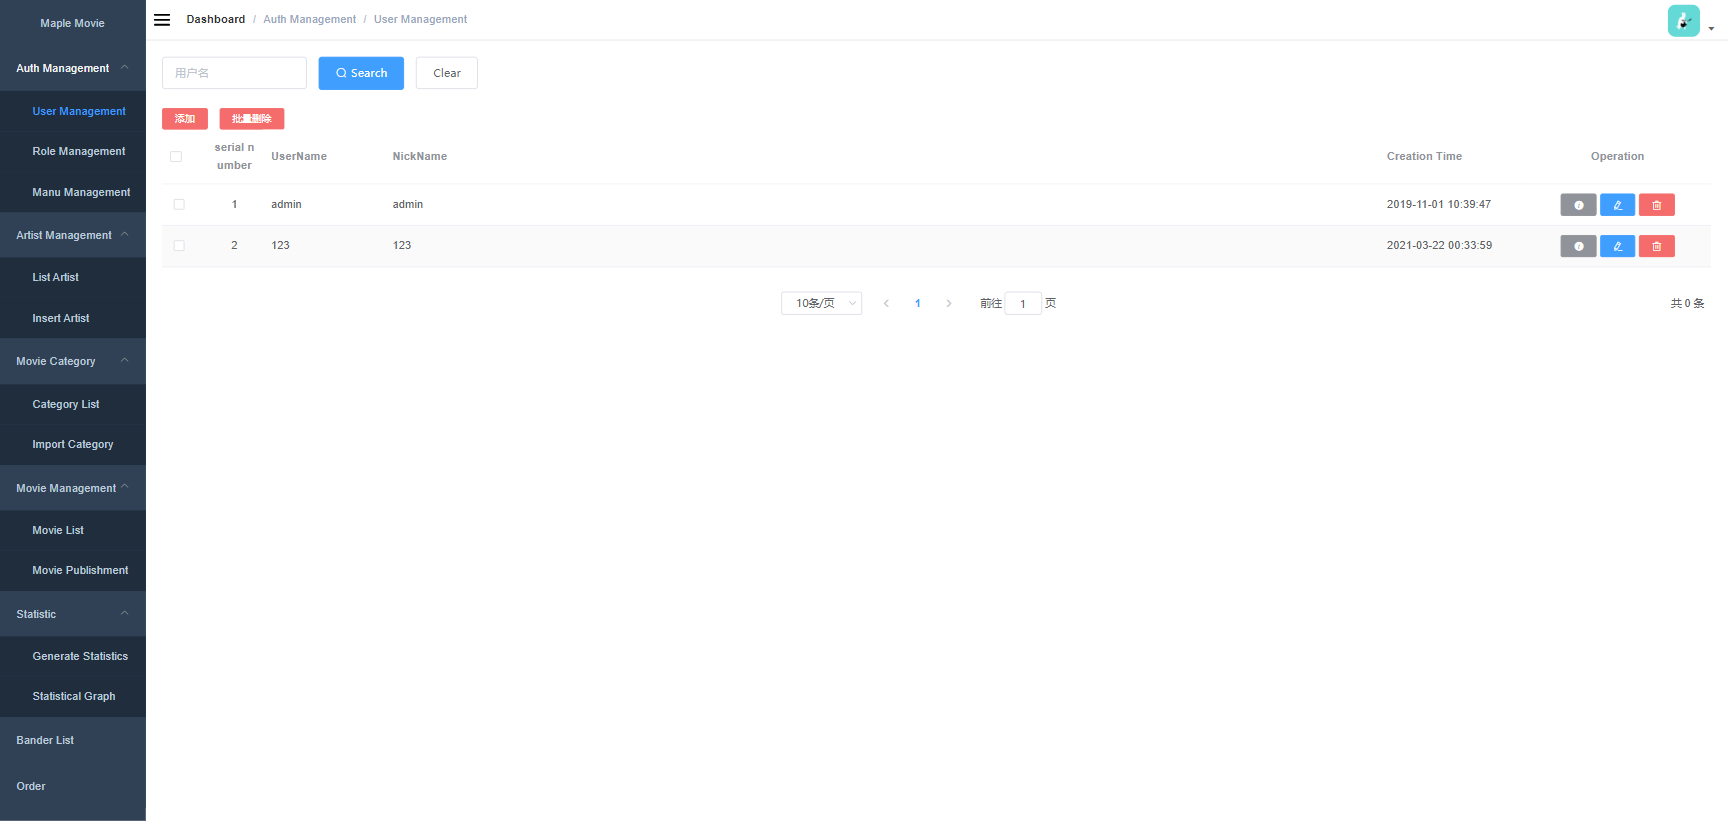 Maple Movie
Auth Management
User Management
Role Management
Manu Management
Artist Management
List Artist
Insert Artist
Movie Category
Category List
Import Category
Movie Management
Movie List
Movie Publishment
Statistic
Generate Statistics
Statistical Graph
Bander List
Order
Dashboard / Auth Management / User Management
用户名 Search Clear
添加 批量删除
serial n
umber UserName NickName Creation Time Operation
1 admin admin 2019-11-01 10:39:47
2 123 123 2021-03-22 00:33:59
10条/页 1 前往 1 页 共 0 条